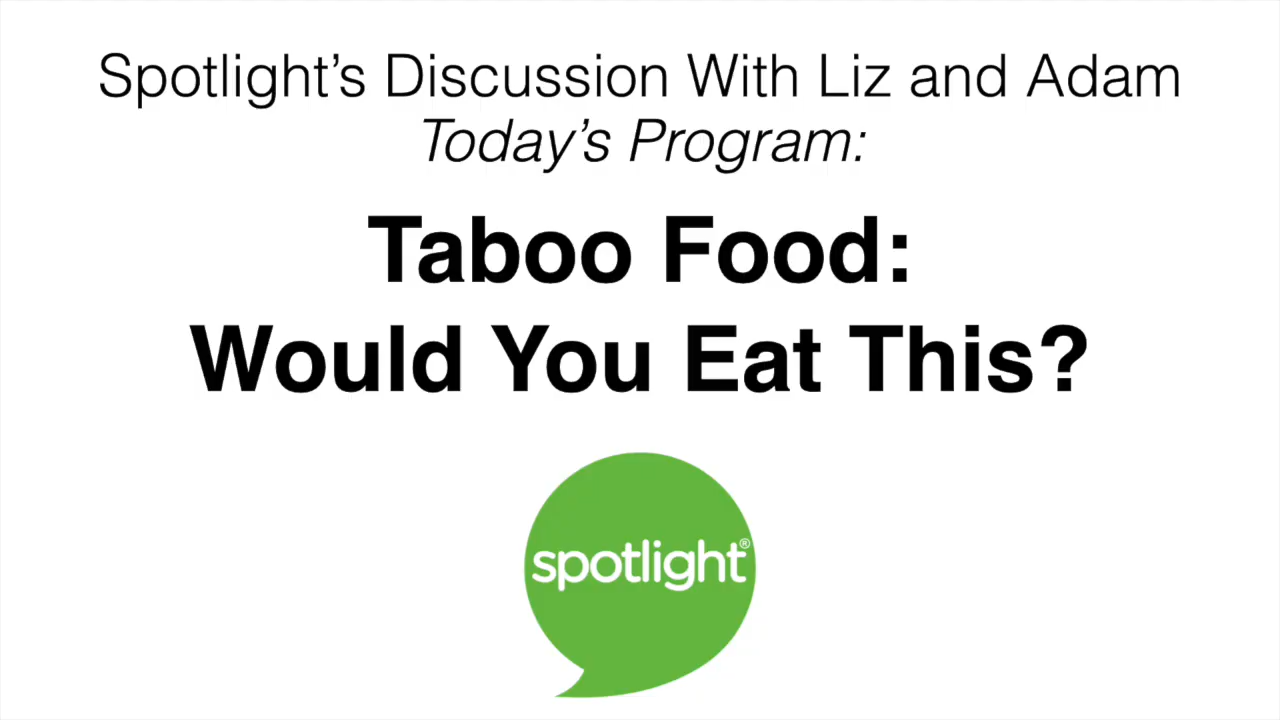 Spotlight’s Discussion With Liz and Adam
Today’s Program:
Taboo Food:
Would You Eat This?
spotlight®